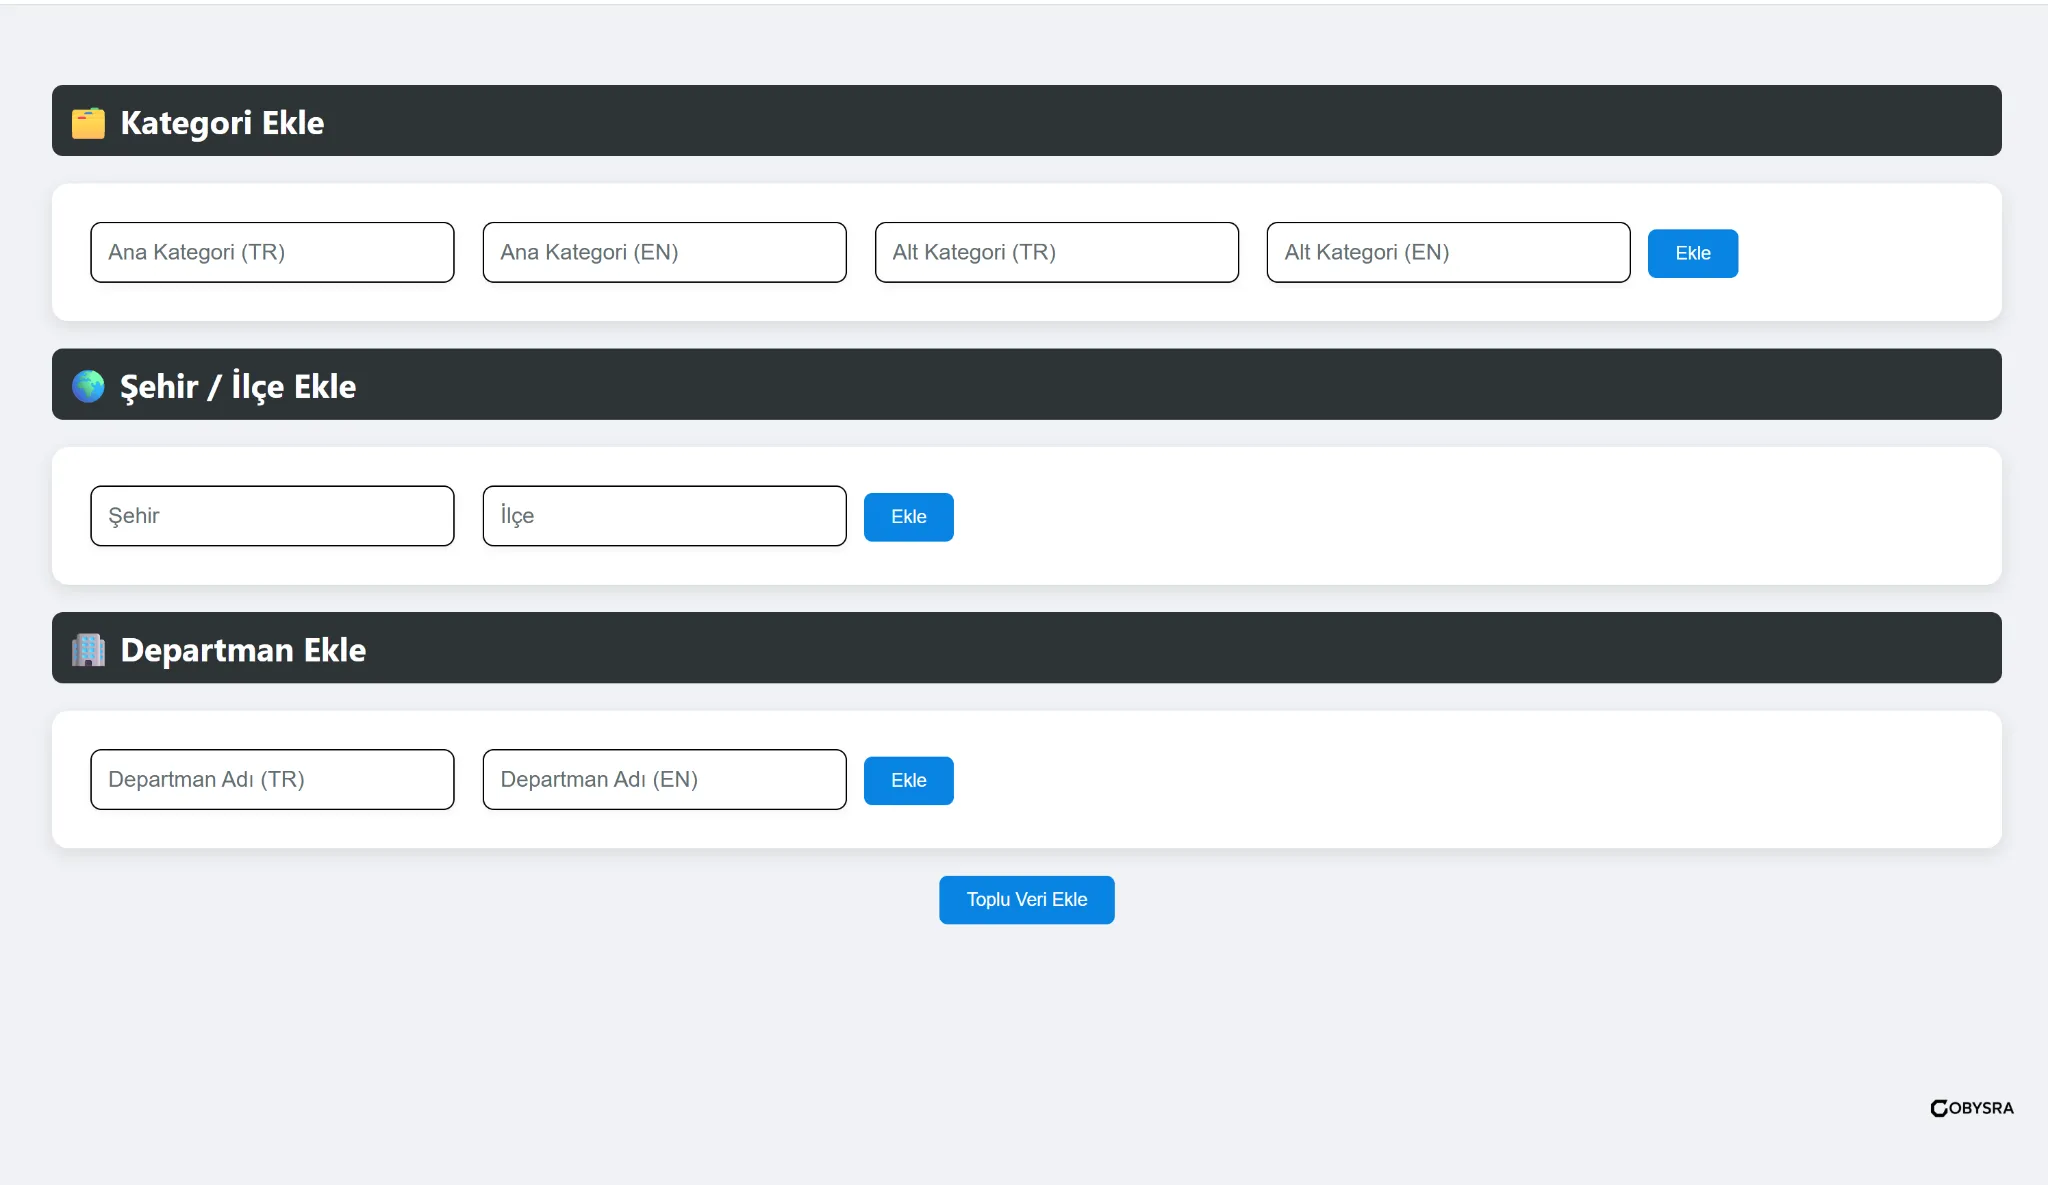 Kategori Ekle
Ana Kategori (TR) Ana Kategori (EN) Alt Kategori (TR) Alt Kategori (EN) Ekle
Şehir / İlçe Ekle
Şehir İlçe Ekle
Departman Ekle
Departman Adı (TR) Departman Adı (EN) Ekle
Toplu Veri Ekle
COBYSRA